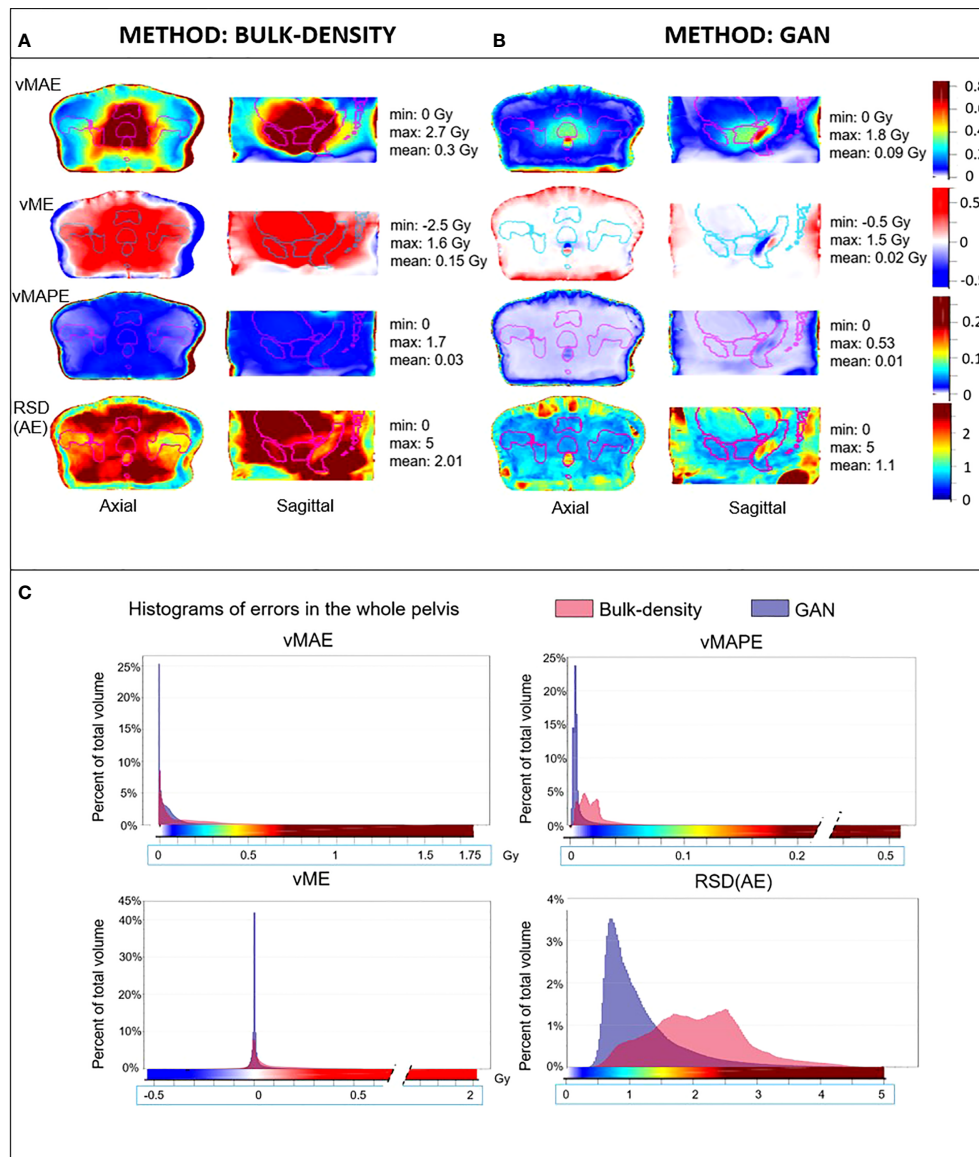 A
METHOD: BULK-DENSITY
B
METHOD: GAN
vMAE
min: 0 Gy
max: 2.7 Gy
mean: 0.3 Gy
min: 0 Gy
max: 1.8 Gy
mean: 0.09 Gy
vME
min: -2.5 Gy
max: 1.6 Gy
mean: 0.15 Gy
min: -0.5 Gy
max: 1.5 Gy
mean: 0.02 Gy
0.5
0
vMAPE
min: 0
max: 1.7
mean: 0.03
min: 0
max: 0.53
mean: 0.01
0
RSD
(AE)
min: 0
max: 5
mean: 2.01
min: 0
max: 5
mean: 1.1
2
1
0
Axial
Sagittal
Axial
Sagittal
C
Histograms of errors in the whole pelvis
Bulk-density
GAN
vMAE
Percent of total volume
25%
20%
15%
10%
5%
0%
0 0.5 1 1.5 1.75 Gy
vMAPE
Percent of total volume
25%
20%
15%
10%
5%
0%
0 0.1 0.2 0.5
vME
Percent of total volume
45%
40%
30%
20%
10%
0%
-0.5 0 0.5 2 Gy
RSD(AE)
Percent of total volume
4%
3%
2%
1%
0%
0 1 2 3 4 5